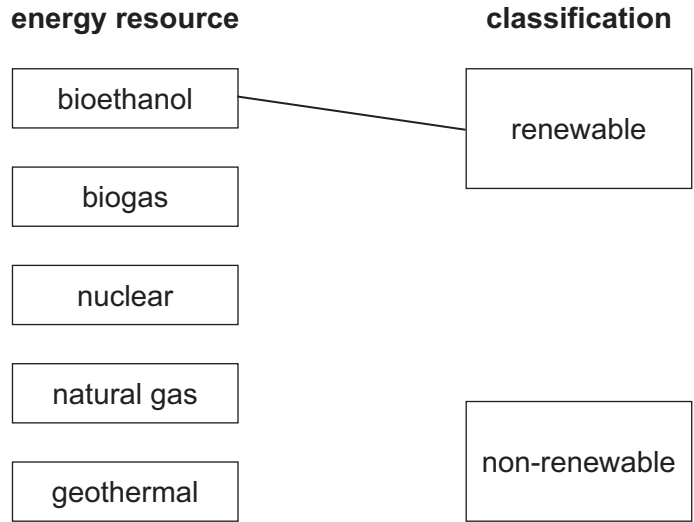 energy resource
classification
bioethanol
renewable
biogas
nuclear
natural gas
non-renewable
geothermal